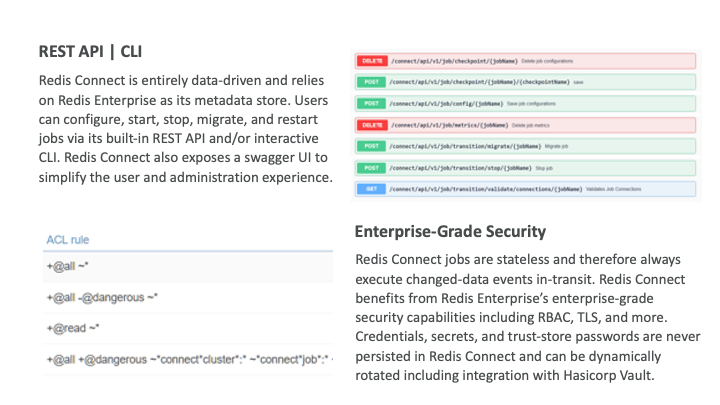 REST API | CLI
Redis Connect is entirely data-driven and relies
on Redis Enterprise as its metadata store. Users
can configure, start, stop, migrate, and restart
jobs via its built-in REST API and/or interactive
CLI. Redis Connect also exposes a swagger UI to
simplify the user and administration experience.
DELETE /connect/api/v1/job/checkpoint/{jobName} Delete job configurations
POST /connect/api/v1/job/checkpoint/{jobName}/{checkpointName} save
POST /connect/api/v1/job/config/{jobName} Save job configurations
DELETE /connect/api/v1/job/metrics/{jobName} Delete job metrics
POST /connect/api/v1/job/transition/migrate/{jobName} Migrate job
POST /connect/api/v1/job/transition/stop/{jobName} Stop job
GET /connect/api/v1/job/transition/validate/connections/{jobName} Validates Job Connections
ACL rule
+@all ~*
+@all -@dangerous ~*
+@read ~*
+@all +@dangerous ~*connect*cluster*:* ~*connect*job*:*
Enterprise-Grade Security
Redis Connect jobs are stateless and therefore always
execute changed-data events in-transit. Redis Connect
benefits from Redis Enterprise’s enterprise-grade
security capabilities including RBAC, TLS, and more.
Credentials, secrets, and trust-store passwords are never
persisted in Redis Connect and can be dynamically
rotated including integration with Hasicorp Vault.